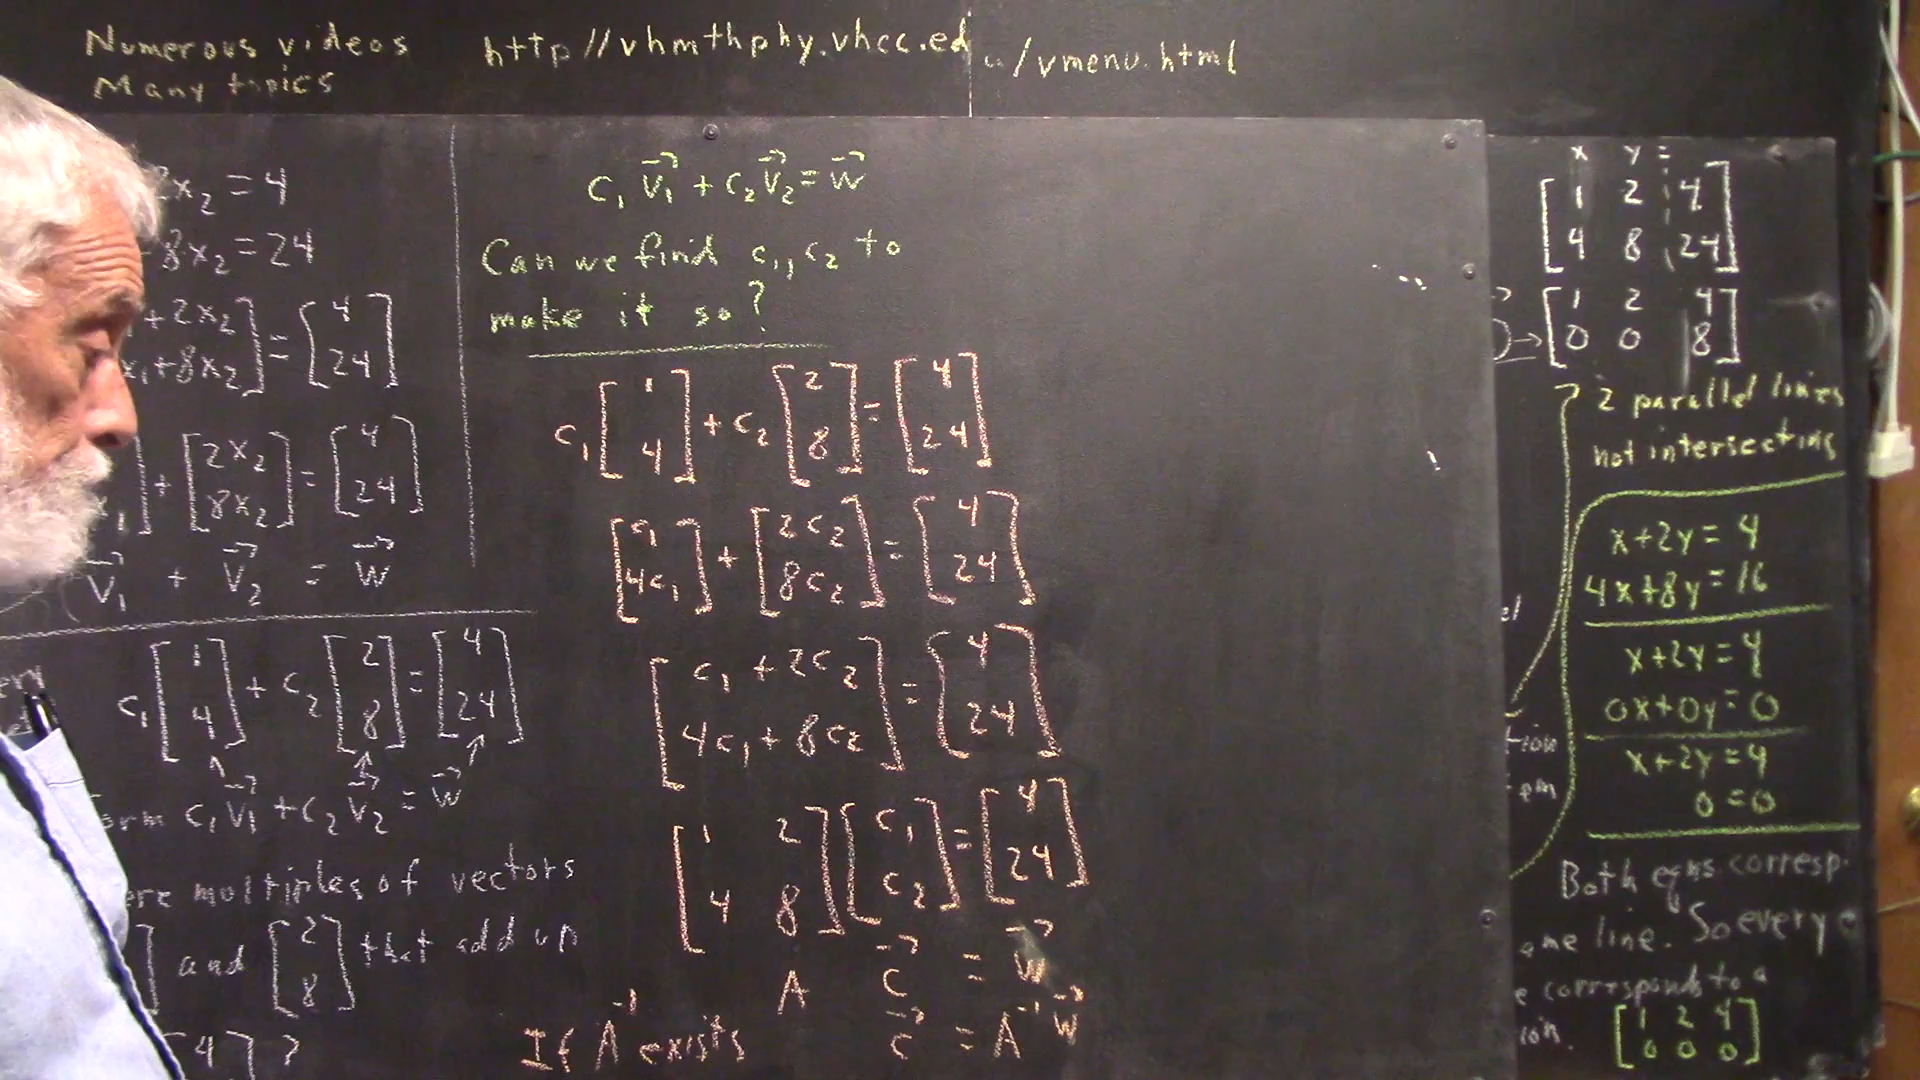 Numerous videos http//vhmthphy.vhcc.edu/vmenu.html
Many topics
x₂ = 4
8x₂ = 24
+ 2x₂ ] = [ 4
x₁+8x₂ ] = 24 ]
] + [ 2x₂ ] = [ 4 ]
x₁ ] [ 8x₂ ] [ 24 ]
V₁ + V₂ = W
c₁ [ 1 ] + c₂ [ 2 ] = [ 4 ]
[ 4 ] [ 8 ] [ 24 ]
c₁V₁ + c₂V₂ = W
multiples of vectors
] and [ 2 ] that add up
[ 8 ]
[ 4 ] ?
c₁V₁ + c₂V₂ = W
Can we find c₁, c₂ to
make it so?
c₁ [ 1 ] + c₂ [ 2 ] = [ 4 ]
[ 4 ] [ 8 ] [ 24 ]
[ c₁ ] + [ 2c₂ ] = [ 4 ]
[ 4c₁ ] [ 8c₂ ] [ 24 ]
[ c₁ + 2c₂ ] = [ 4 ]
[ 4c₁ + 8c₂ ] [ 24 ]
[ 1 2 ] [ c₁ ] = [ 4 ]
[ 4 8 ] [ c₂ ] [ 24 ]
A c = W
If A⁻¹ exists c = A⁻¹ W
x y =
[ 1 2 4 ]
[ 4 8 24 ]
[ 1 2 4 ]
[ 0 0 8 ]
2 parallel lines
not intersecting
x+2y = 4
4x+8y = 16
x+2y = 4
0x+0y = 0
x+2y = 4
0 = 0
Both eqns corresp.
line. So every
corresponds to a
[ 1 2 4 ]
[ 0 0 0 ]